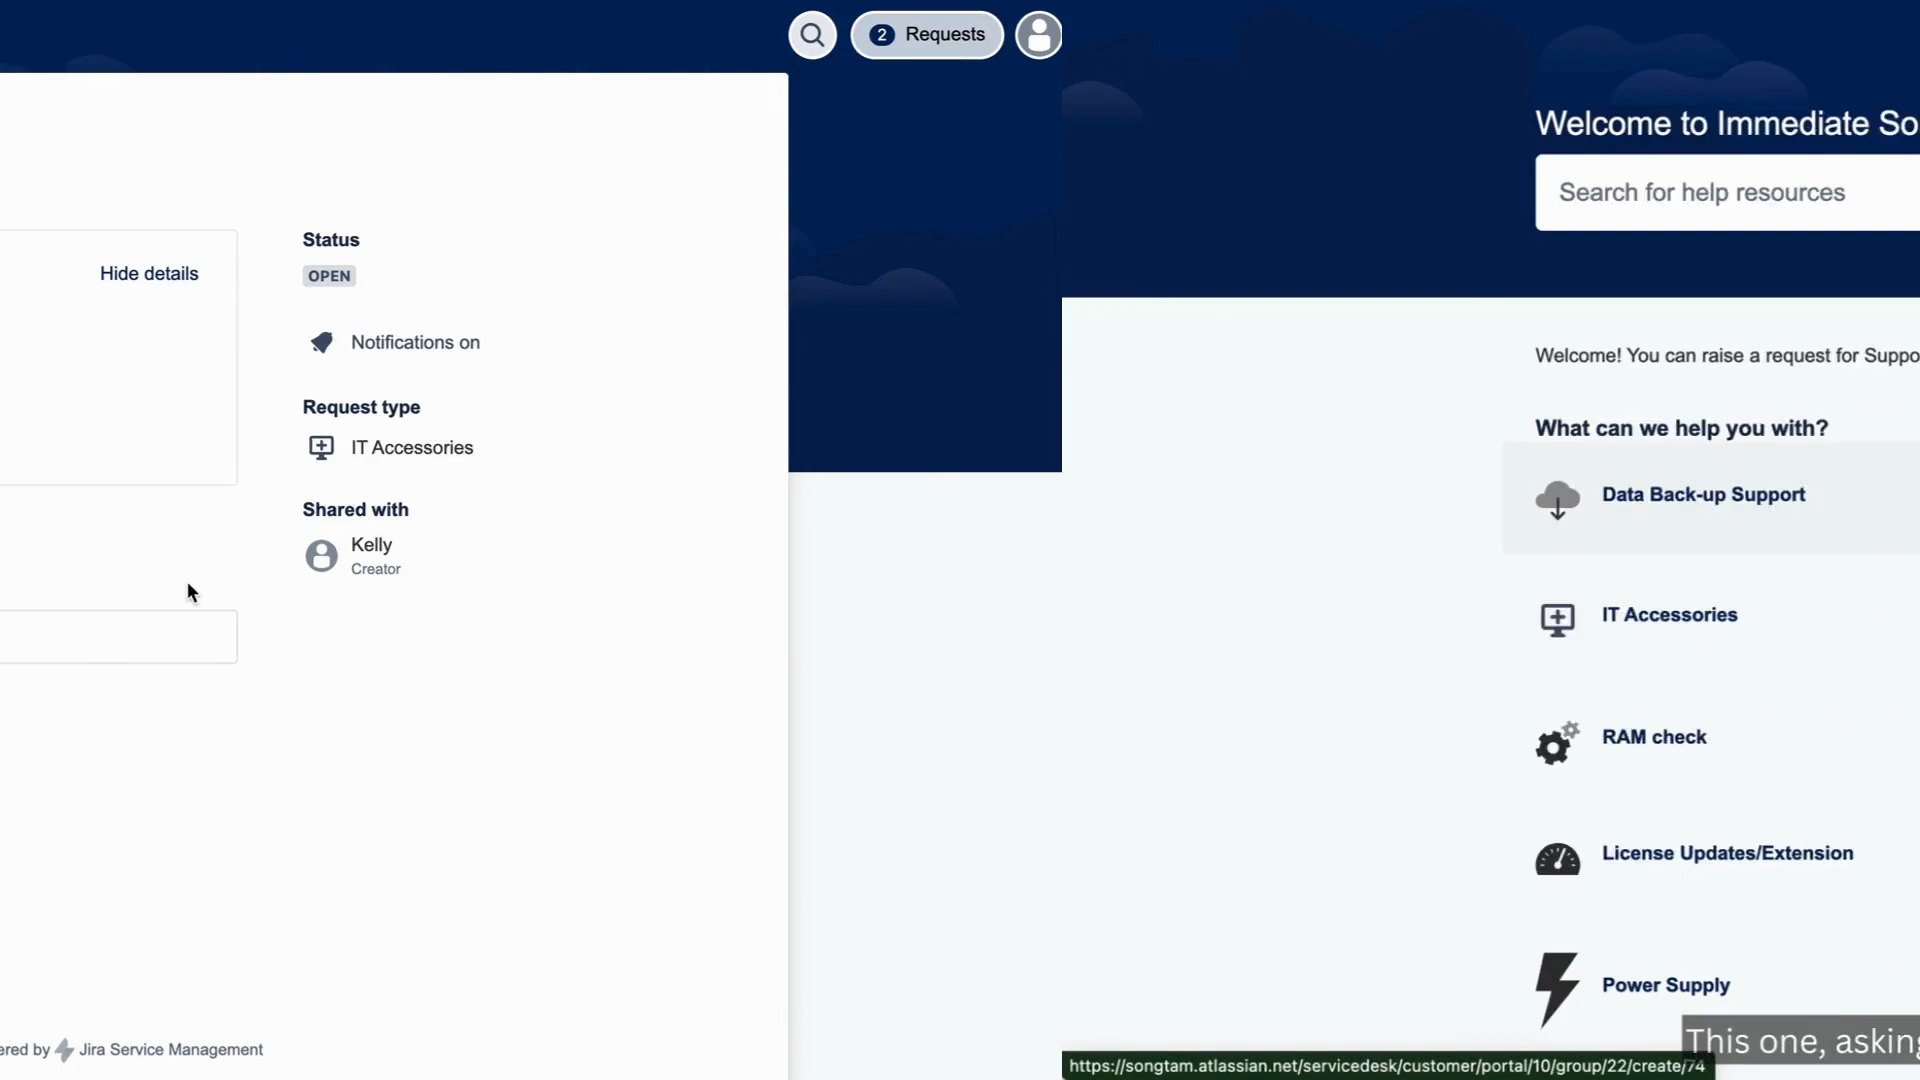 2 Requests
Hide details
Status
OPEN
Notifications on
Request type
IT Accessories
Shared with
Kelly
Creator
ered by Jira Service Management
Welcome to Immediate So
Search for help resources
Welcome! You can raise a request for Suppo
What can we help you with?
Data Back-up Support
IT Accessories
RAM check
License Updates/Extension
Power Supply
This one, asking
https://songtam.atlassian.net/servicedesk/customer/portal/10/group/22/create/74